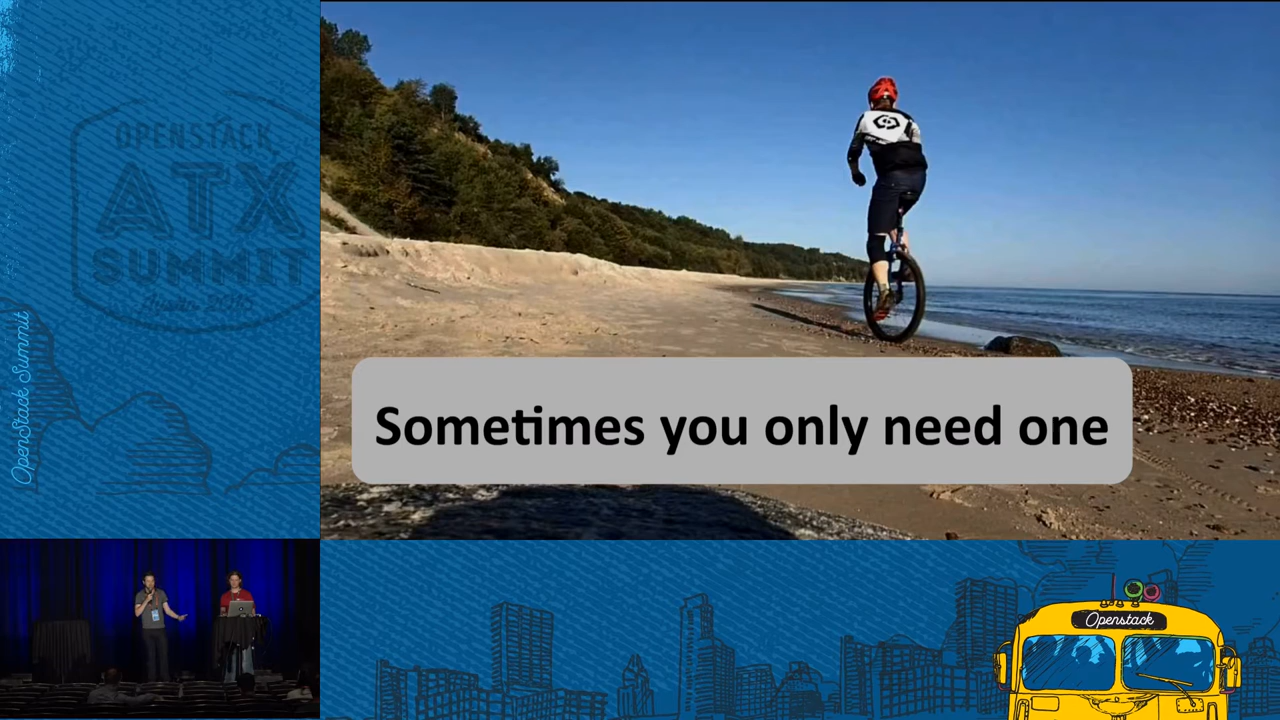 OPENSTACK
ATX
SUMMIT
OpenStack Summit
Sometimes you only need one
Openstack